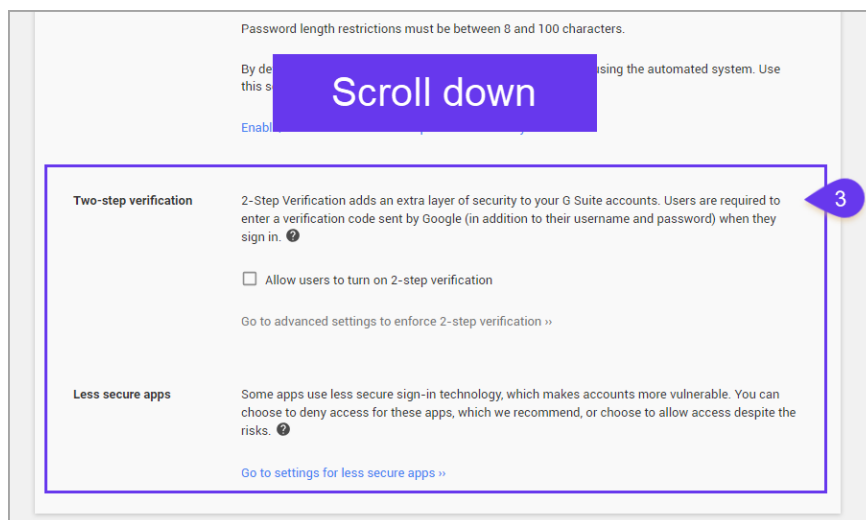 Password length restrictions must be between 8 and 100 characters.
By de
Scroll down
using the automated system. Use
this s
Enabl
Two-step verification
2-Step Verification adds an extra layer of security to your G Suite accounts. Users are required to
enter a verification code sent by Google (in addition to their username and password) when they
sign in.
3
Allow users to turn on 2-step verification
Go to advanced settings to enforce 2-step verification ››
Less secure apps
Some apps use less secure sign-in technology, which makes accounts more vulnerable. You can
choose to deny access for these apps, which we recommend, or choose to allow access despite the
risks.
Go to settings for less secure apps ››